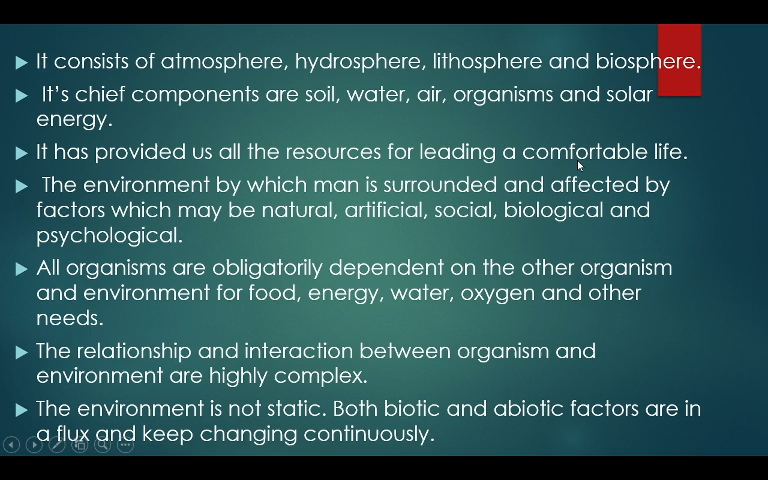 It consists of atmosphere, hydrosphere, lithosphere and biosphere.
It's chief components are soil, water, air, organisms and solar
energy.
It has provided us all the resources for leading a comfortable life.
The environment by which man is surrounded and affected by
factors which may be natural, artificial, social, biological and
psychological.
All organisms are obligatorily dependent on the other organism
and environment for food, energy, water, oxygen and other
needs.
The relationship and interaction between organism and
environment are highly complex.
The environment is not static. Both biotic and abiotic factors are in
a flux and keep changing continuously.